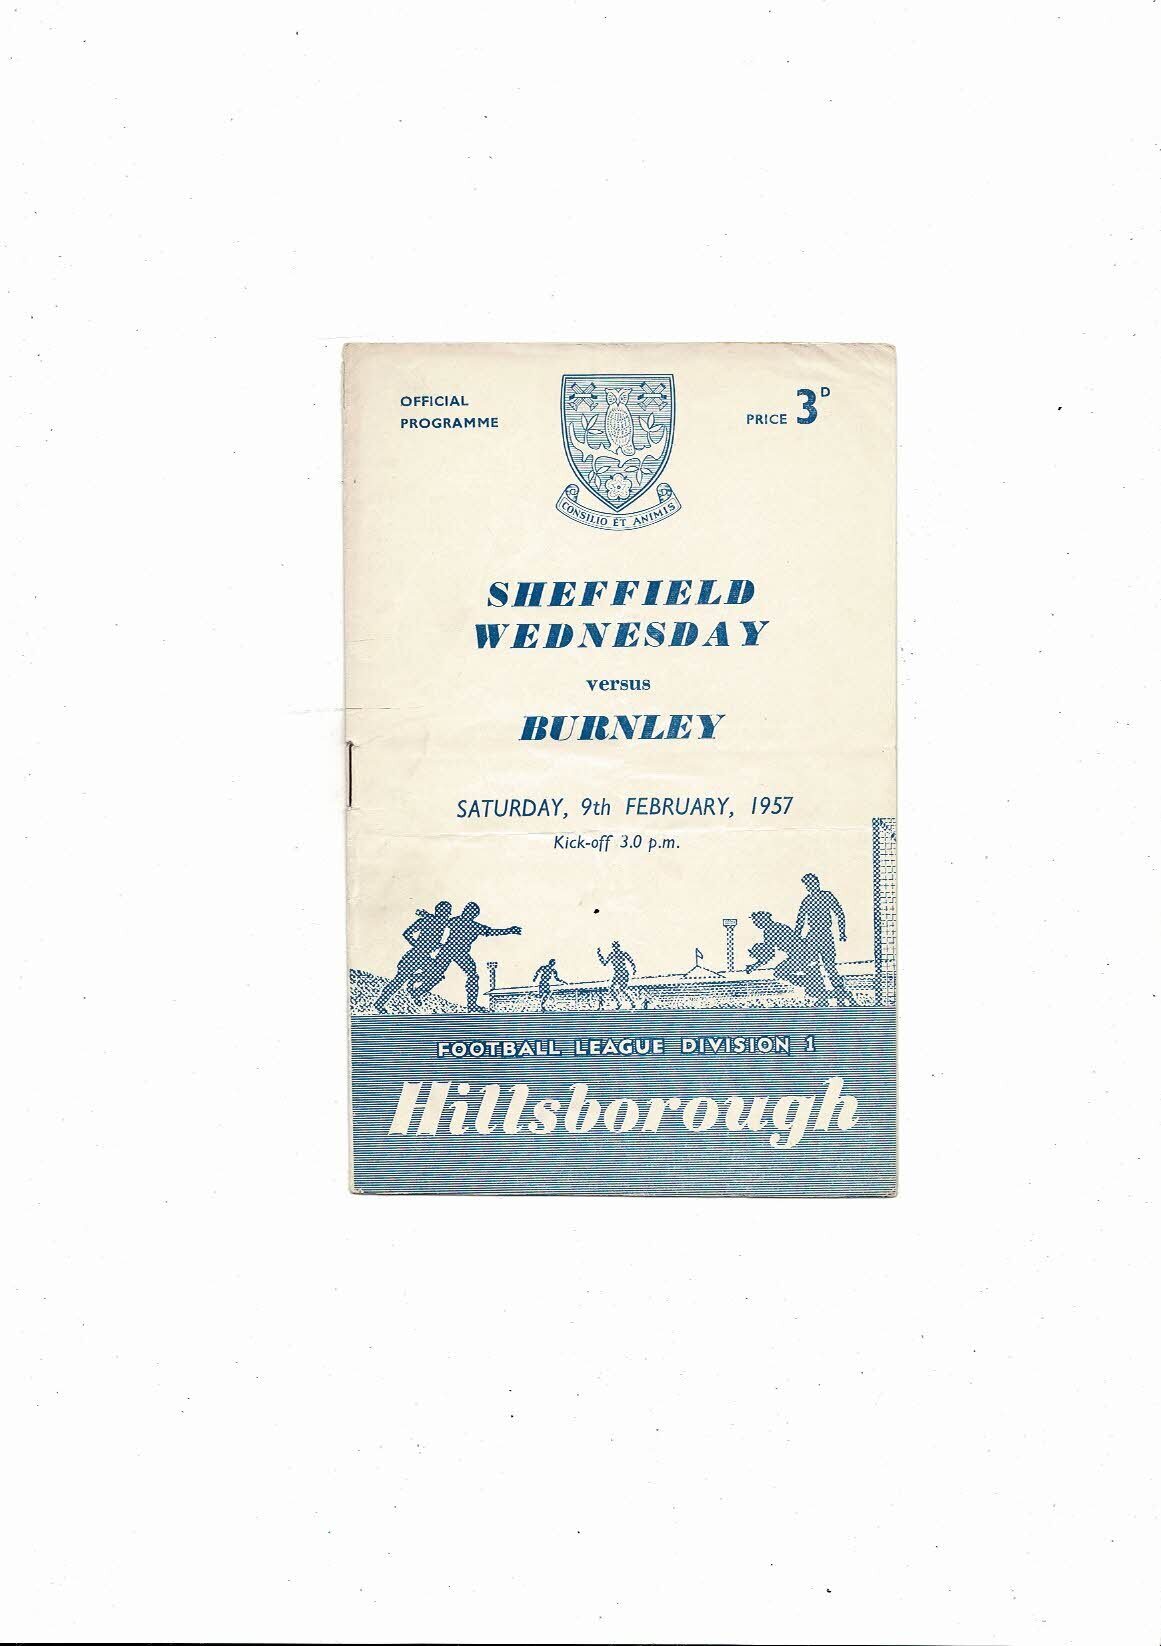 OFFICIAL
PROGRAMME
PRICE 3D
CONSILIO ET ANIMIS
SHEFFIELD
WEDNESDAY
versus
BURNLEY
SATURDAY, 9th FEBRUARY, 1957
Kick-off 3.0 p.m.
FOOTBALL LEAGUE DIVISION 1
Hillsborough